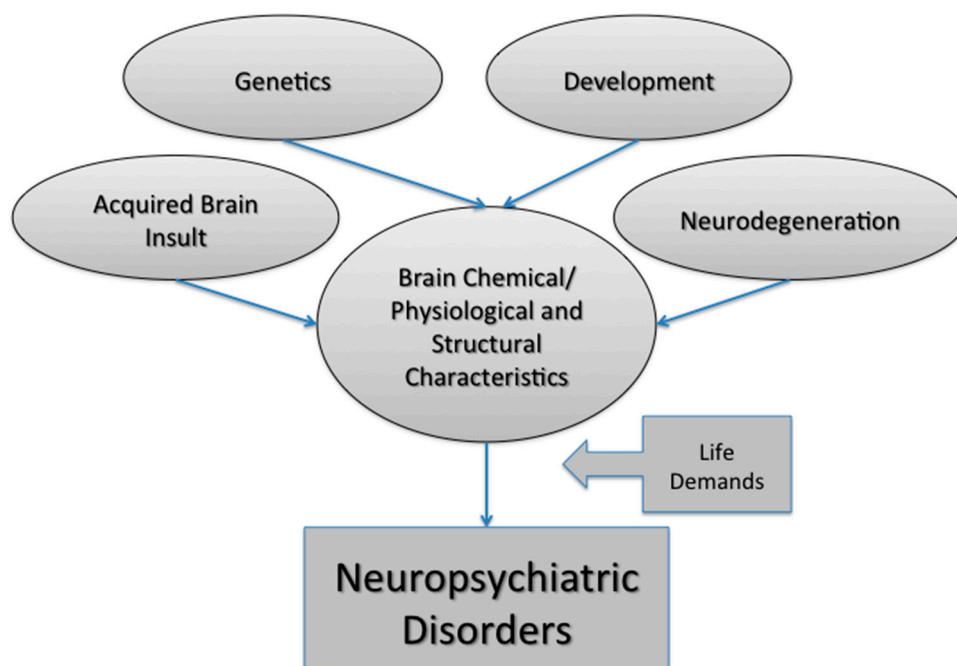 Genetics
Development
Acquired Brain
Insult
Neurodegeneration
Brain Chemical/
Physiological and
Structural
Characteristics
Life
Demands
Neuropsychiatric
Disorders